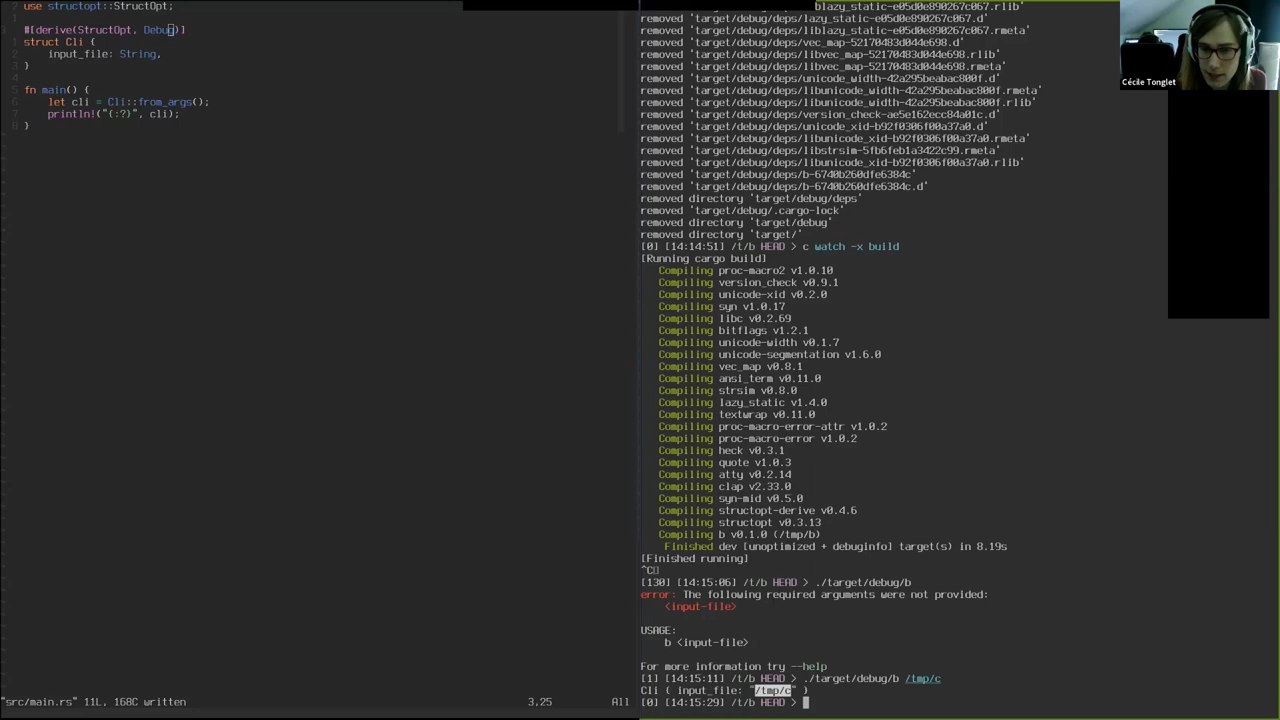 use structopt::StructOpt;
#[derive(StructOpt, Debug)]
struct Cli {
input_file: String,
}
fn main() {
let cli = Cli::from_args();
println!("{:?}", cli);
}
"src/main.rs" 11L, 168C written
3,25
All
removed 'target/debug/deps/liblazy_static-e05d0e890267c067.rlib'
removed 'target/debug/deps/lazy_static-e05d0e890267c067.d'
removed 'target/debug/deps/liblazy_static-e05d0e890267c067.rmeta'
removed 'target/debug/deps/vec_map-52170483d044e698.d'
removed 'target/debug/deps/libvec_map-52170483d044e698.rlib'
removed 'target/debug/deps/libvec_map-52170483d044e698.rmeta'
removed 'target/debug/deps/unicode_width-42a295beabac800f.d'
removed 'target/debug/deps/libunicode_width-42a295beabac800f.rmeta'
removed 'target/debug/deps/libunicode_width-42a295beabac800f.rlib'
removed 'target/debug/deps/version_check-ae5e162ecc84a01c.d'
removed 'target/debug/deps/unicode_xid-b92f0306f00a37a0.d'
removed 'target/debug/deps/libunicode_xid-b92f0306f00a37a0.rmeta'
removed 'target/debug/deps/libstrsim-5fb6feb1a3422c99.rmeta'
removed 'target/debug/deps/libunicode_xid-b92f0306f00a37a0.rlib'
removed 'target/debug/deps/b-6740b260dfe6384c'
removed 'target/debug/deps/b-6740b260dfe6384c.d'
removed directory 'target/debug/deps'
removed 'target/debug/.cargo-lock'
removed directory 'target/debug'
removed directory 'target/'
[0] [14:14:51] /t/b HEAD > c watch -x build
[Running cargo build]
Compiling proc-macro2 v1.0.10
Compiling version_check v0.9.1
Compiling unicode-xid v0.2.0
Compiling syn v1.0.17
Compiling libc v0.2.69
Compiling bitflags v1.2.1
Compiling unicode-width v0.1.7
Compiling unicode-segmentation v1.6.0
Compiling vec_map v0.8.1
Compiling ansi_term v0.11.0
Compiling strsim v0.8.0
Compiling lazy_static v1.4.0
Compiling textwrap v0.11.0
Compiling proc-macro-error-attr v1.0.2
Compiling proc-macro-error v1.0.2
Compiling heck v0.3.1
Compiling quote v1.0.3
Compiling atty v0.2.14
Compiling clap v2.33.0
Compiling syn-mid v0.5.0
Compiling structopt-derive v0.4.6
Compiling structopt v0.3.13
Compiling b v0.1.0 (/tmp/b)
Finished dev [unoptimized + debuginfo] target(s) in 8.19s
[Finished running]
^C
[130] [14:15:06] /t/b HEAD > ./target/debug/b
error: The following required arguments were not provided:
<input-file>
USAGE:
b <input-file>
For more information try --help
[1] [14:15:11] /t/b HEAD > ./target/debug/b /tmp/c
Cli { input_file: "/tmp/c" }
[0] [14:15:29] /t/b HEAD >
Cécile Tonglet